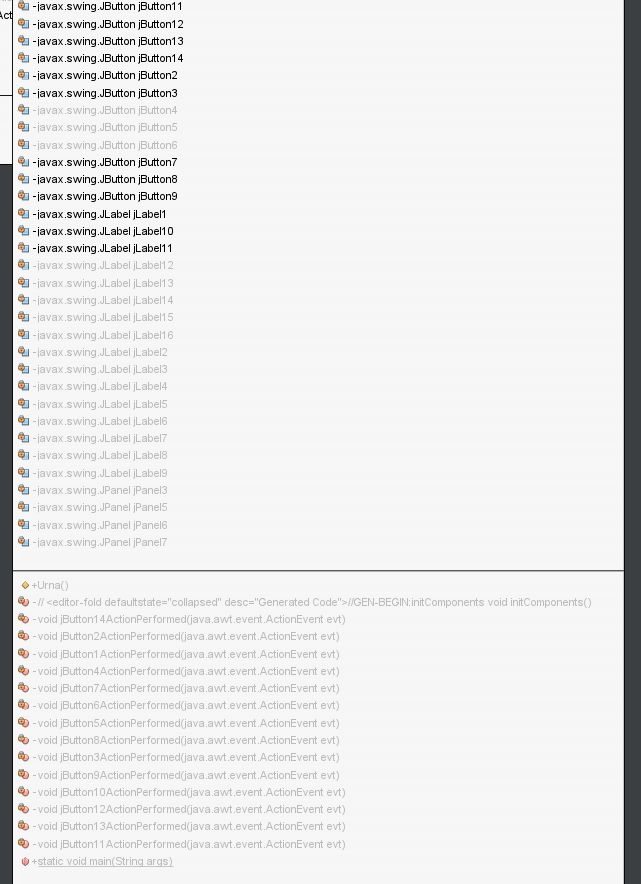 -javax.swing.JButton jButton11
Act
-javax.swing.JButton jButton12
-javax.swing.JButton jButton13
-javax.swing.JButton jButton14
-javax.swing.JButton jButton2
-javax.swing.JButton jButton3
-javax.swing.JButton jButton4
-javax.swing.JButton jButton5
-javax.swing.JButton jButton6
-javax.swing.JButton jButton7
-javax.swing.JButton jButton8
-javax.swing.JButton jButton9
-javax.swing.JLabel jLabel1
-javax.swing.JLabel jLabel10
-javax.swing.JLabel jLabel11
-javax.swing.JLabel jLabel12
-javax.swing.JLabel jLabel13
-javax.swing.JLabel jLabel14
-javax.swing.JLabel jLabel15
-javax.swing.JLabel jLabel16
-javax.swing.JLabel jLabel2
-javax.swing.JLabel jLabel3
-javax.swing.JLabel jLabel4
-javax.swing.JLabel jLabel5
-javax.swing.JLabel jLabel6
-javax.swing.JLabel jLabel7
-javax.swing.JLabel jLabel8
-javax.swing.JLabel jLabel9
-javax.swing.JPanel jPanel3
-javax.swing.JPanel jPanel5
-javax.swing.JPanel jPanel6
-javax.swing.JPanel jPanel7
+Urna()
-// <editor-fold defaultstate="collapsed" desc="Generated Code">//GEN-BEGIN:initComponents void initComponents()
-void jButton14ActionPerformed(java.awt.event.ActionEvent evt)
-void jButton2ActionPerformed(java.awt.event.ActionEvent evt)
-void jButton1ActionPerformed(java.awt.event.ActionEvent evt)
-void jButton4ActionPerformed(java.awt.event.ActionEvent evt)
-void jButton7ActionPerformed(java.awt.event.ActionEvent evt)
-void jButton6ActionPerformed(java.awt.event.ActionEvent evt)
-void jButton5ActionPerformed(java.awt.event.ActionEvent evt)
-void jButton8ActionPerformed(java.awt.event.ActionEvent evt)
-void jButton3ActionPerformed(java.awt.event.ActionEvent evt)
-void jButton9ActionPerformed(java.awt.event.ActionEvent evt)
-void jButton10ActionPerformed(java.awt.event.ActionEvent evt)
-void jButton12ActionPerformed(java.awt.event.ActionEvent evt)
-void jButton13ActionPerformed(java.awt.event.ActionEvent evt)
-void jButton11ActionPerformed(java.awt.event.ActionEvent evt)
+static void main(String args)